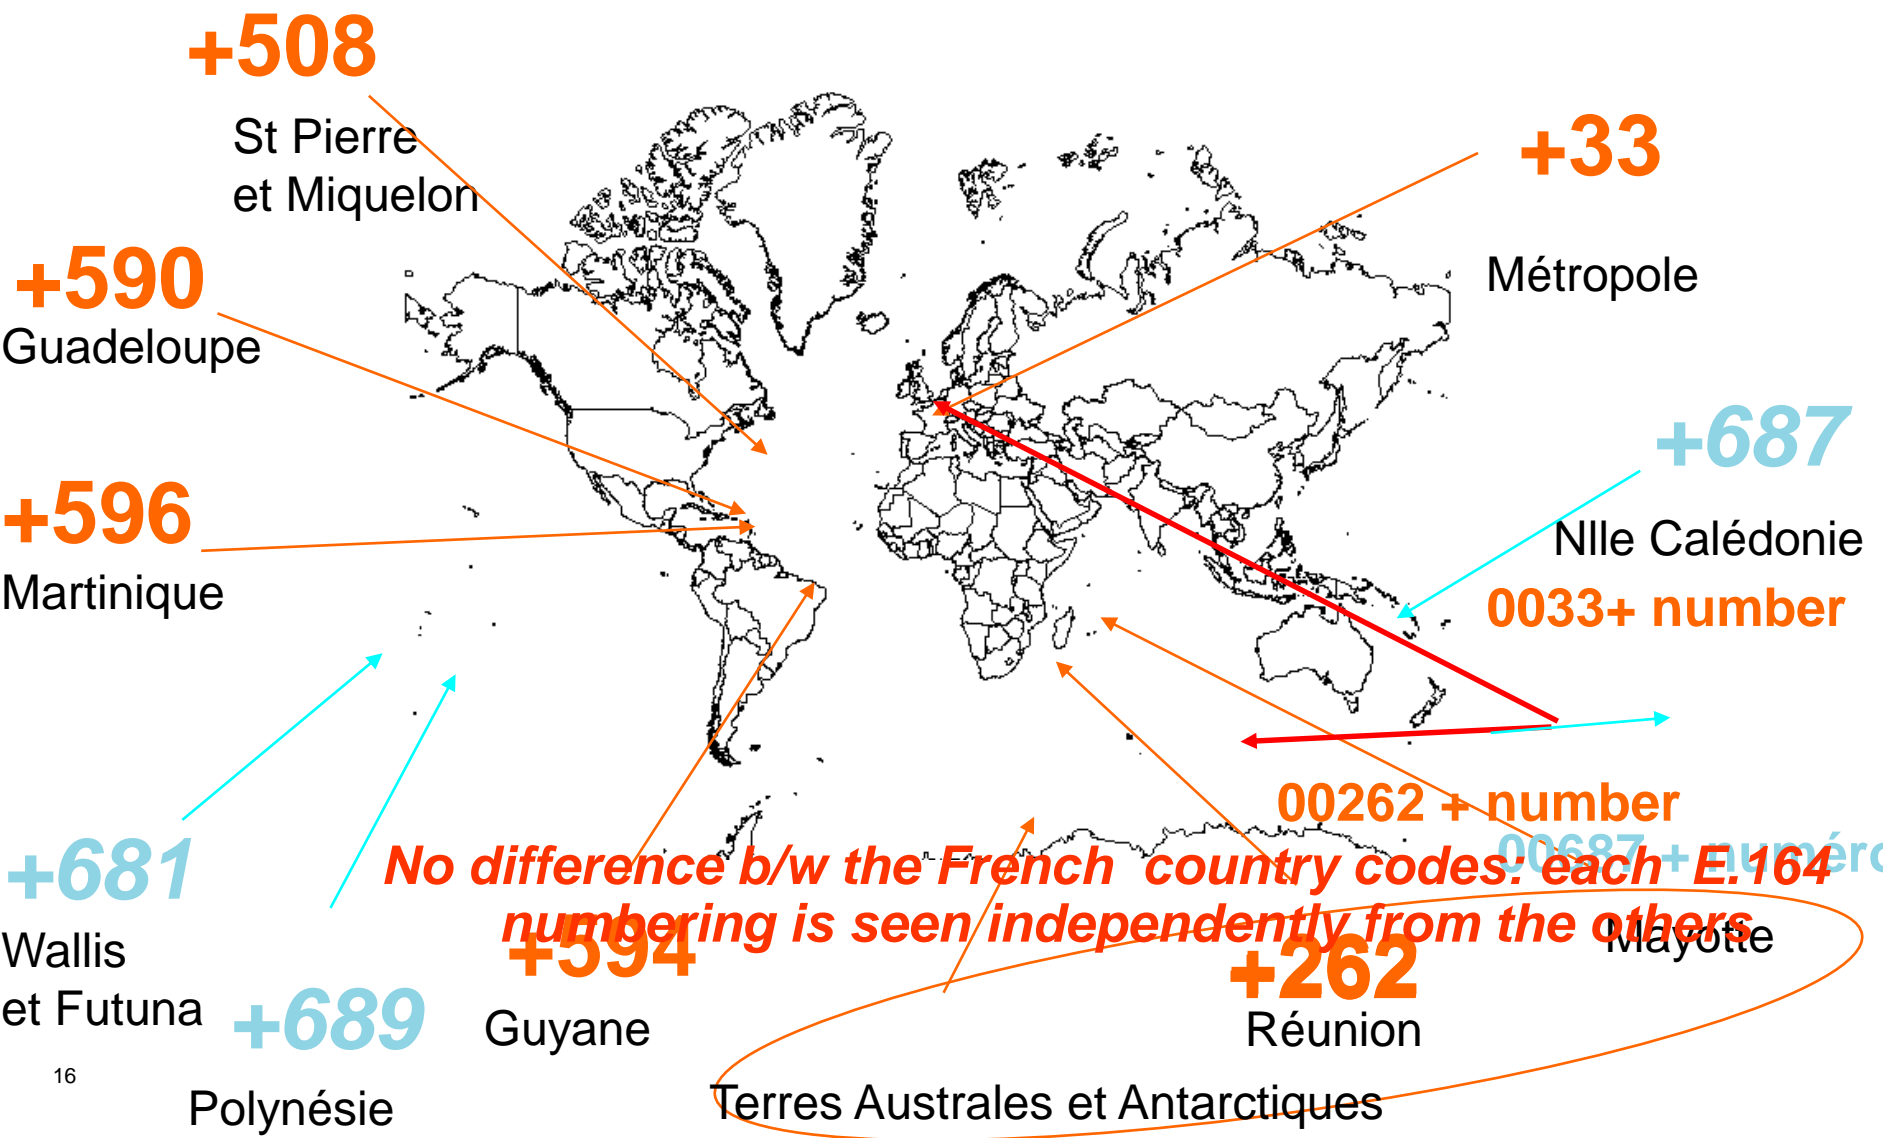 +508
St Pierre
et Miquelon
+33
Métropole
+590
Guadeloupe
+687
Nlle Calédonie
0033+ number
+596
Martinique
00262 + number
00687 + numéro
+681
Wallis
et Futuna
No difference b/w the French country codes: each E.164
numbering is seen independently from the others
+594
Guyane
+262
Réunion
Mayotte
+689
Polynésie
Terres Australes et Antarctiques
16